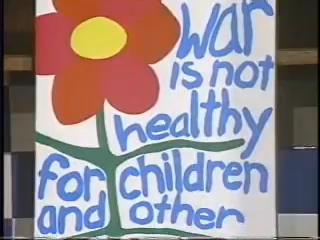 war
is not
healthy
for children
and other